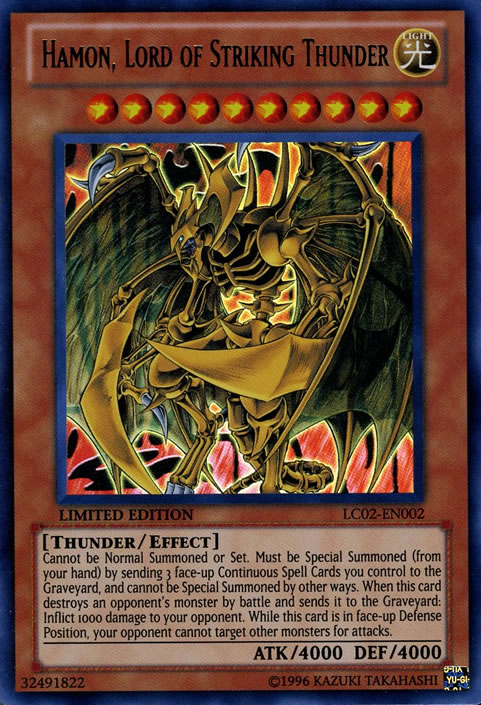 HAMON, LORD OF STRIKING THUNDER
LIGHT
光
LIMITED EDITION
LC02-EN002
[THUNDER/EFFECT]
Cannot be Normal Summoned or Set. Must be Special Summoned (from
your hand) by sending 3 face-up Continuous Spell Cards you control to the
Graveyard, and cannot be Special Summoned by other ways. When this card
destroys an opponent's monster by battle and sends it to the Graveyard:
Inflict 1000 damage to your opponent. While this card is in face-up Defense
Position, your opponent cannot target other monsters for attacks.
ATK/4000 DEF/4000
32491822
©1996 KAZUKI TAKAHASHI
YU-GI-